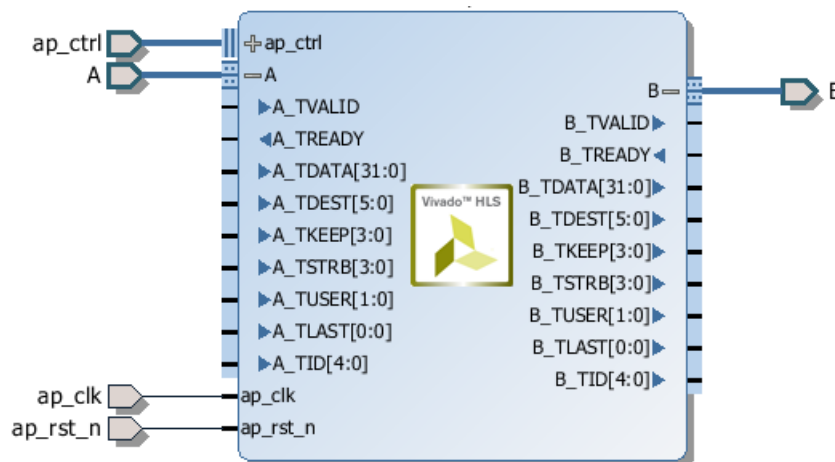 ap_ctrl
A
ap_clk
ap_rst_n
ap_ctrl
A
A_TVALID
A_TREADY
A_TDATA[31:0]
A_TDEST[5:0]
A_TKEEP[3:0]
A_TSTRB[3:0]
A_TUSER[1:0]
A_TLAST[0:0]
A_TID[4:0]
ap_clk
ap_rst_n
Vivado™ HLS
B
B_TVALID
B_TREADY
B_TDATA[31:0]
B_TDEST[5:0]
B_TKEEP[3:0]
B_TSTRB[3:0]
B_TUSER[1:0]
B_TLAST[0:0]
B_TID[4:0]